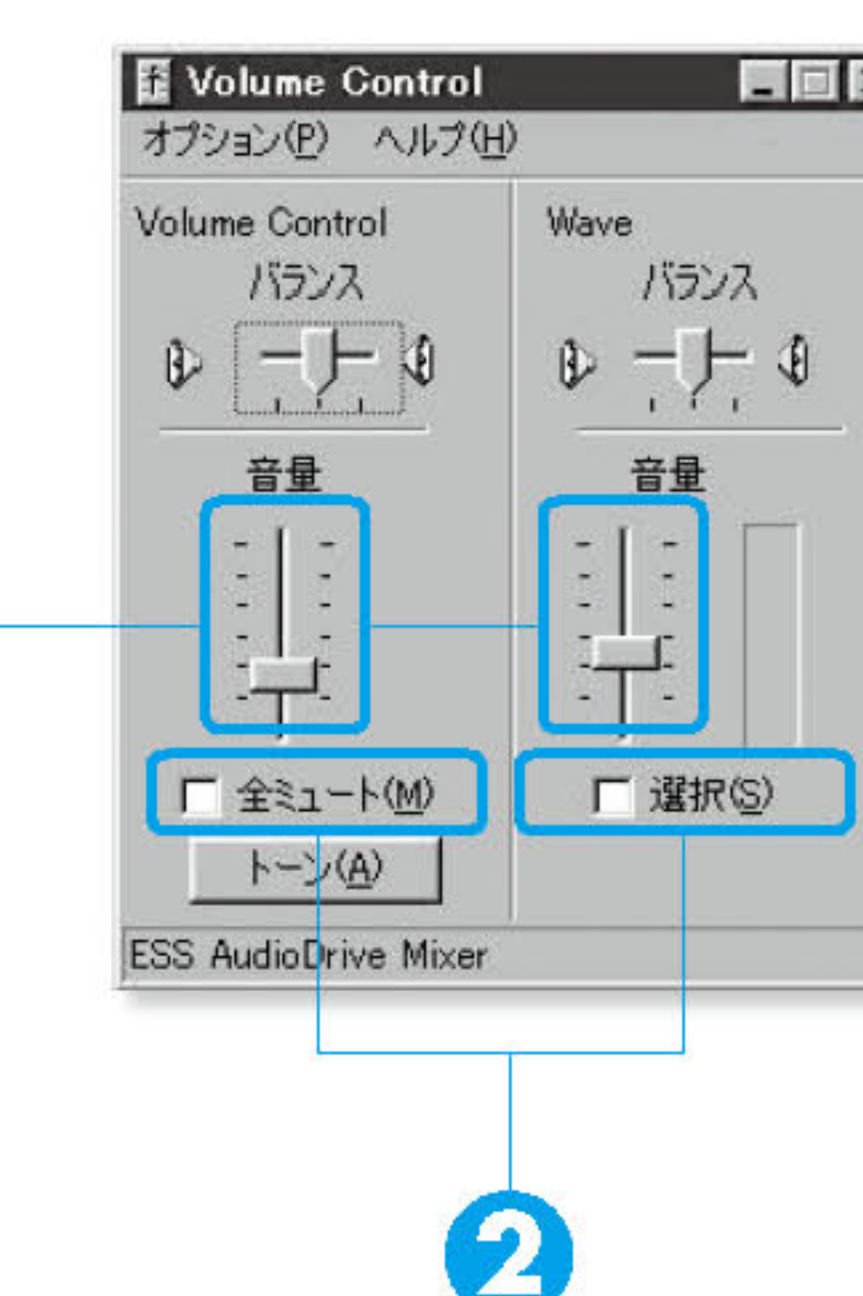 Volume Control
オプション(P) ヘルプ(H)
Volume Control
バランス
音量
全ミュート(M)
トーン(A)
Wave
バランス
音量
選択(S)
ESS AudioDrive Mixer
2